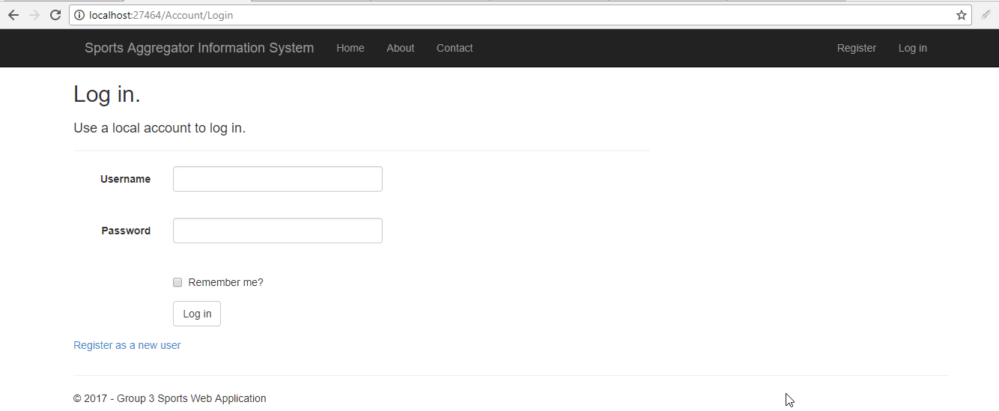 localhost:27464/Account/Login
Sports Aggregator Information System Home About Contact Register Log in
Log in.
Use a local account to log in.
Username
Password
Remember me?
Log in
Register as a new user
© 2017 - Group 3 Sports Web Application